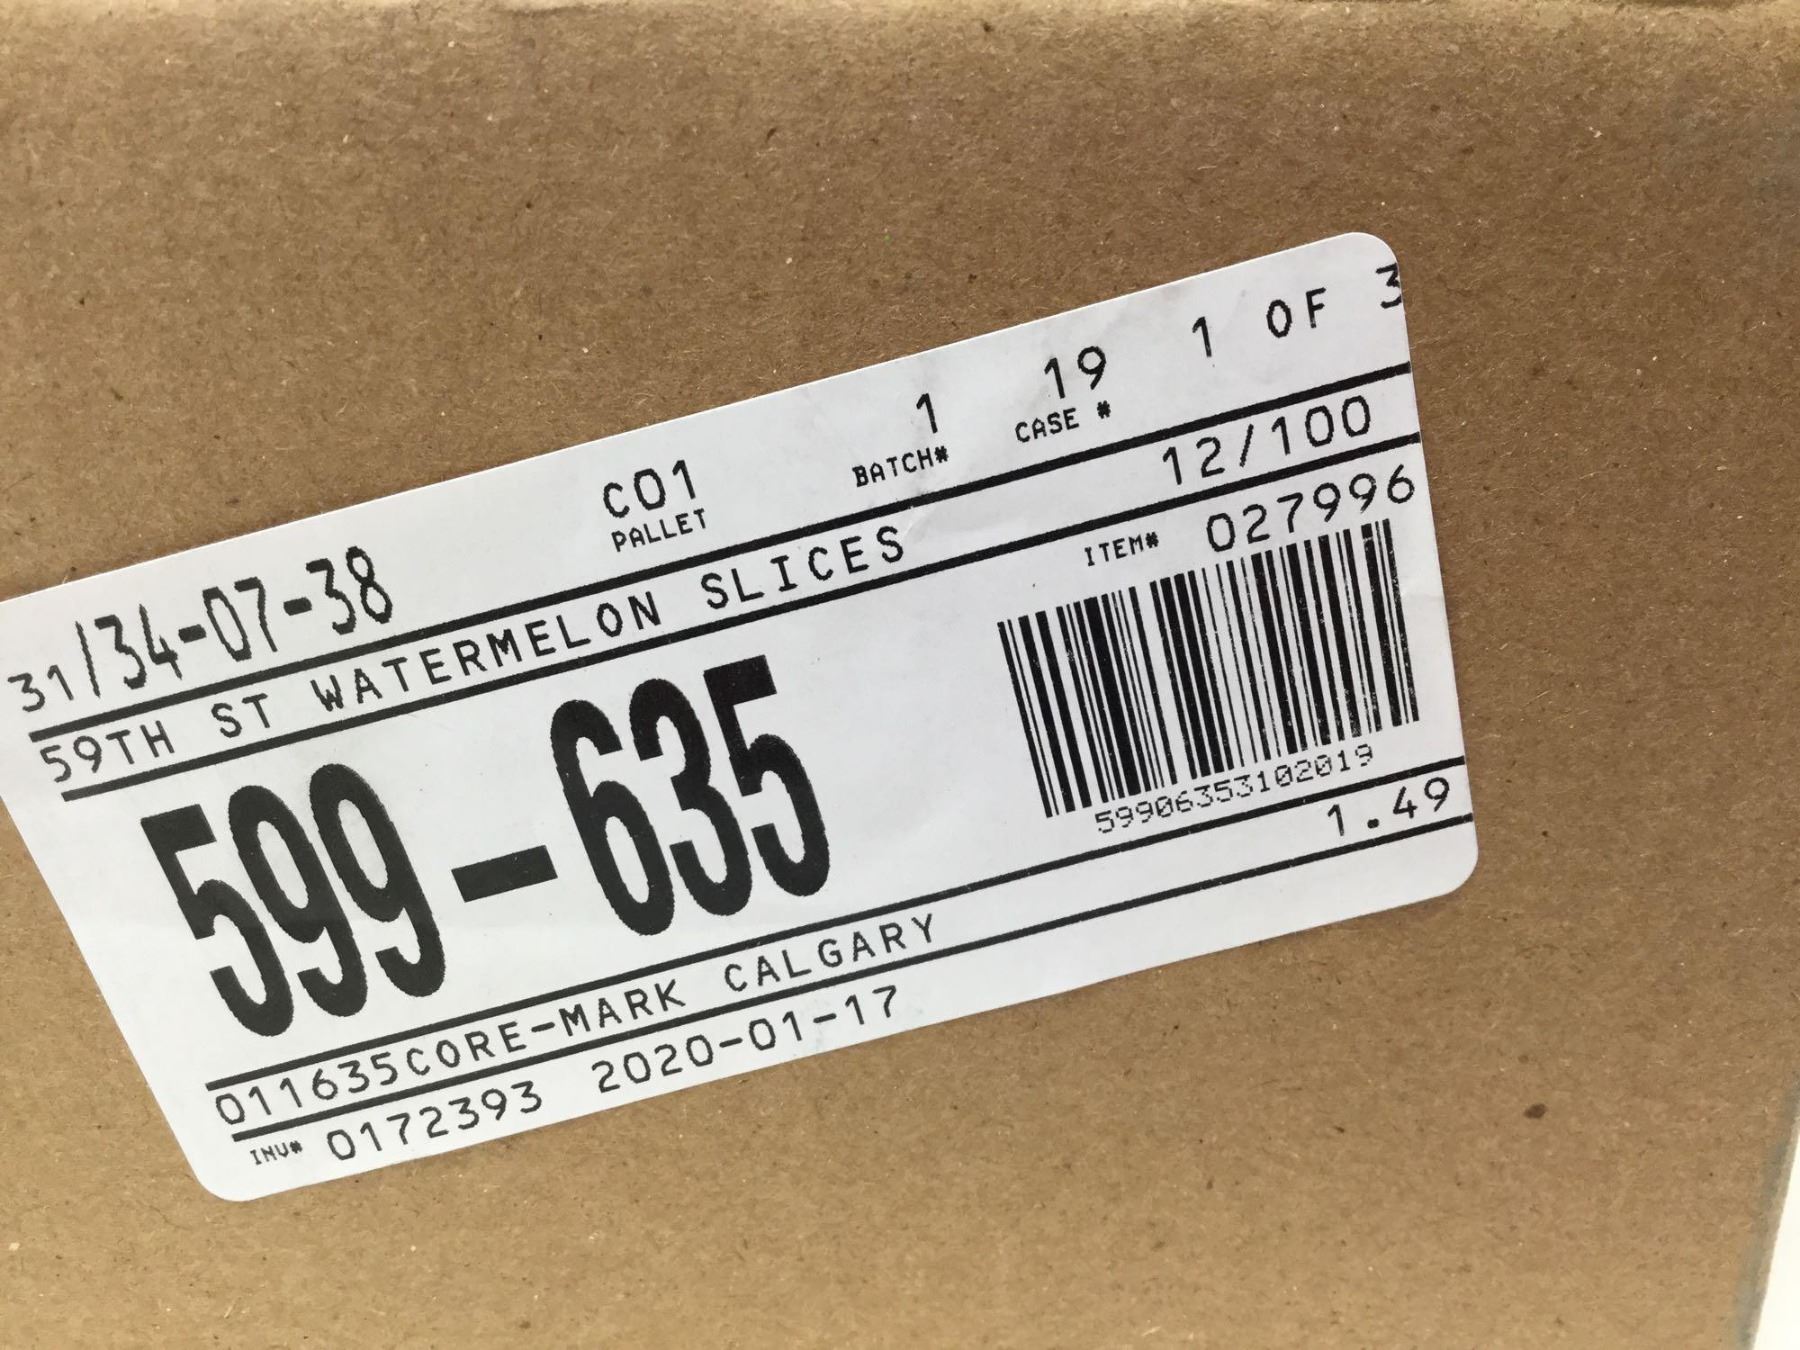 31/34-07-38 C01 1 19 1 OF 3
PALLET BATCH# CASE #
59TH ST WATERMELON SLICES 12/100
599-635 ITEM# 027996
59906353102019
011635CORE-MARK CALGARY 1.49
INV# 0172393 2020-01-17